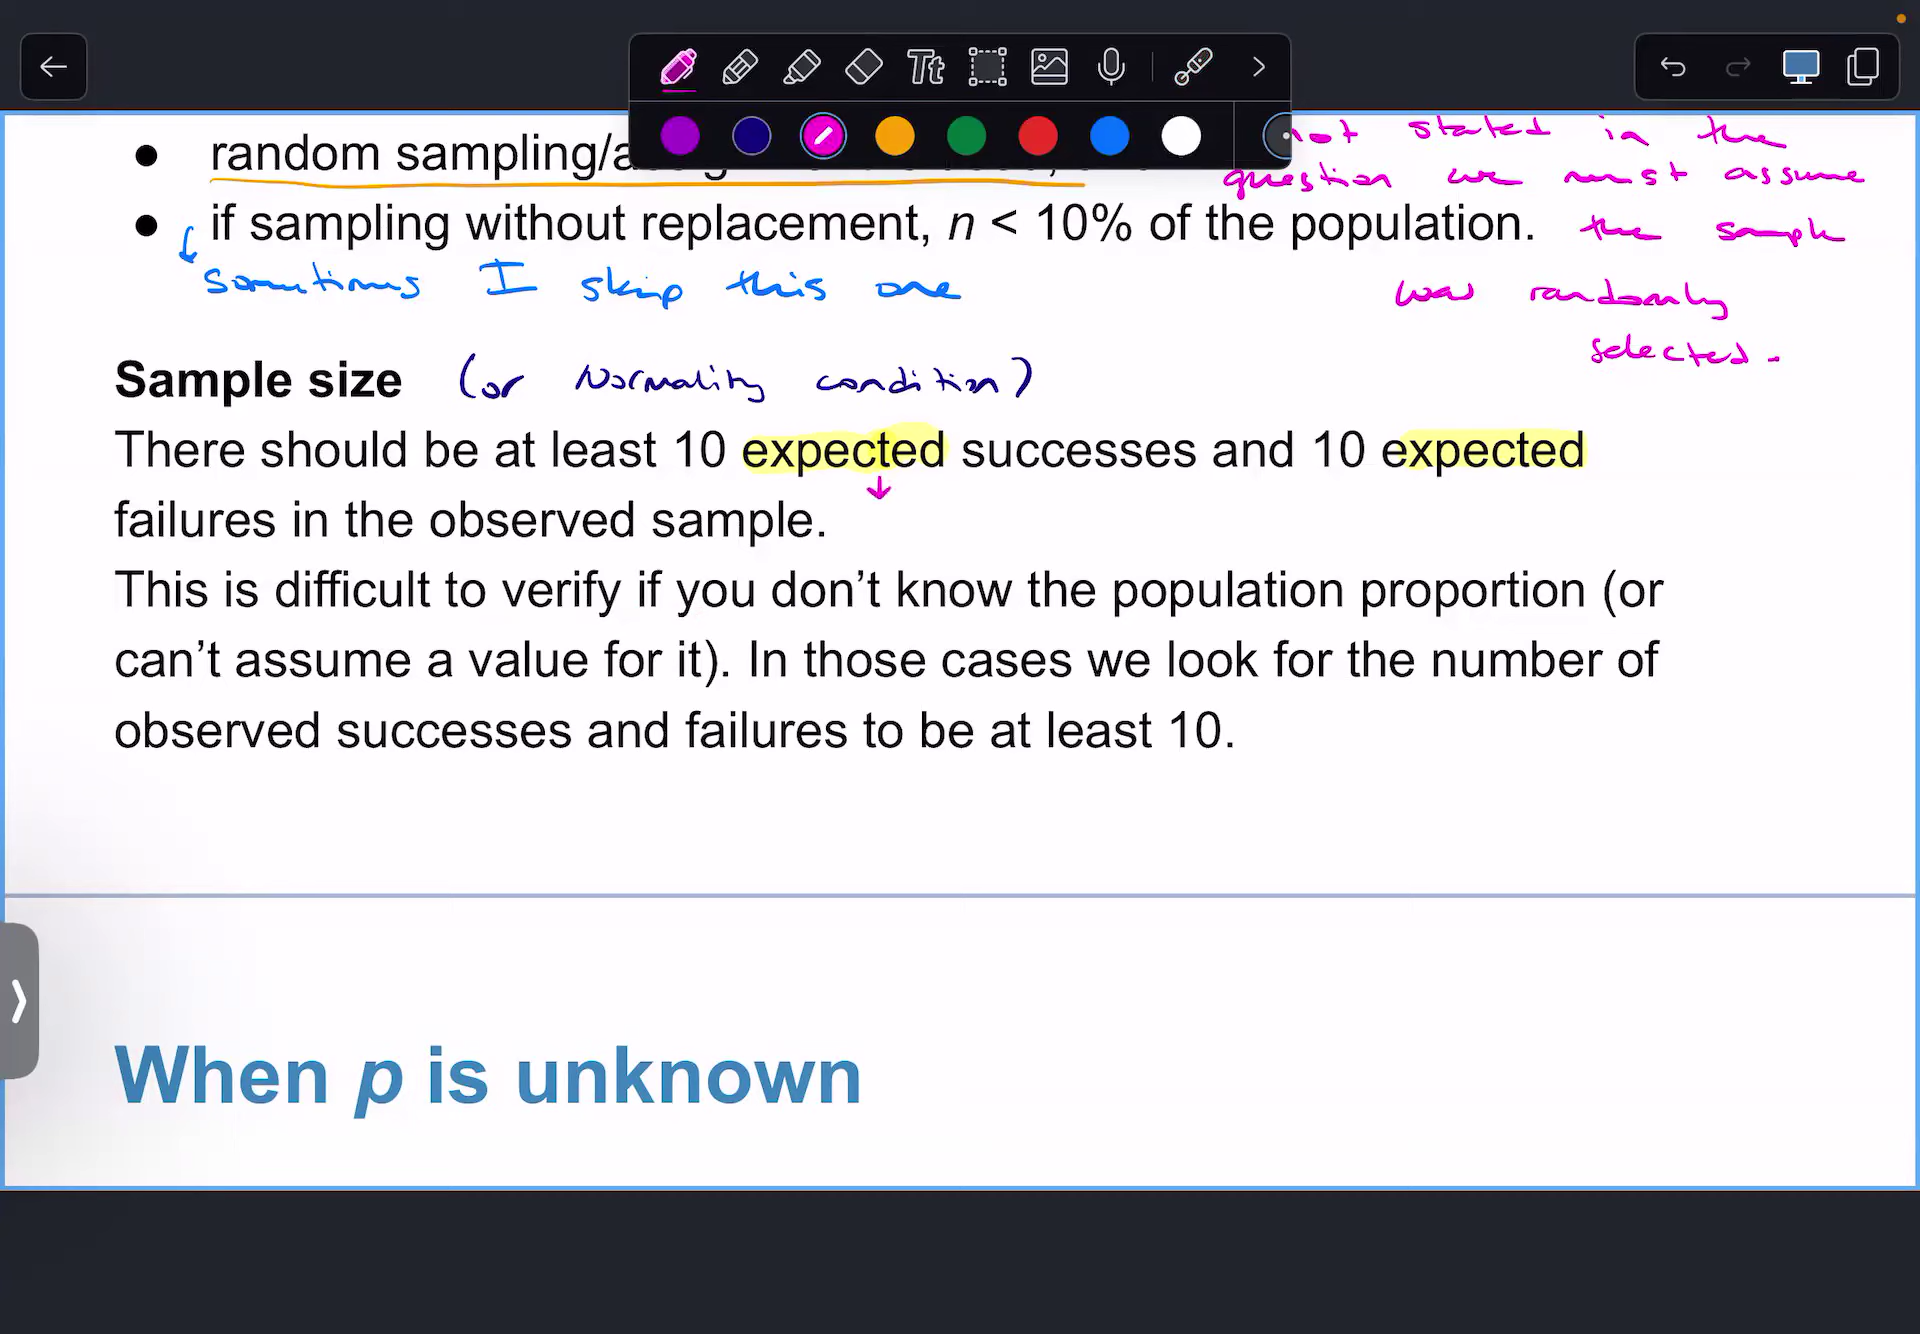 Tt
not stated in the
• random sampling/a
question we must assume
• if sampling without replacement, n < 10% of the population.
the sample
sometimes I skip this one
was randomly
selected.
Sample size (or Normality condition)
There should be at least 10 expected successes and 10 expected
failures in the observed sample.
This is difficult to verify if you don’t know the population proportion (or
can’t assume a value for it). In those cases we look for the number of
observed successes and failures to be at least 10.
When p is unknown